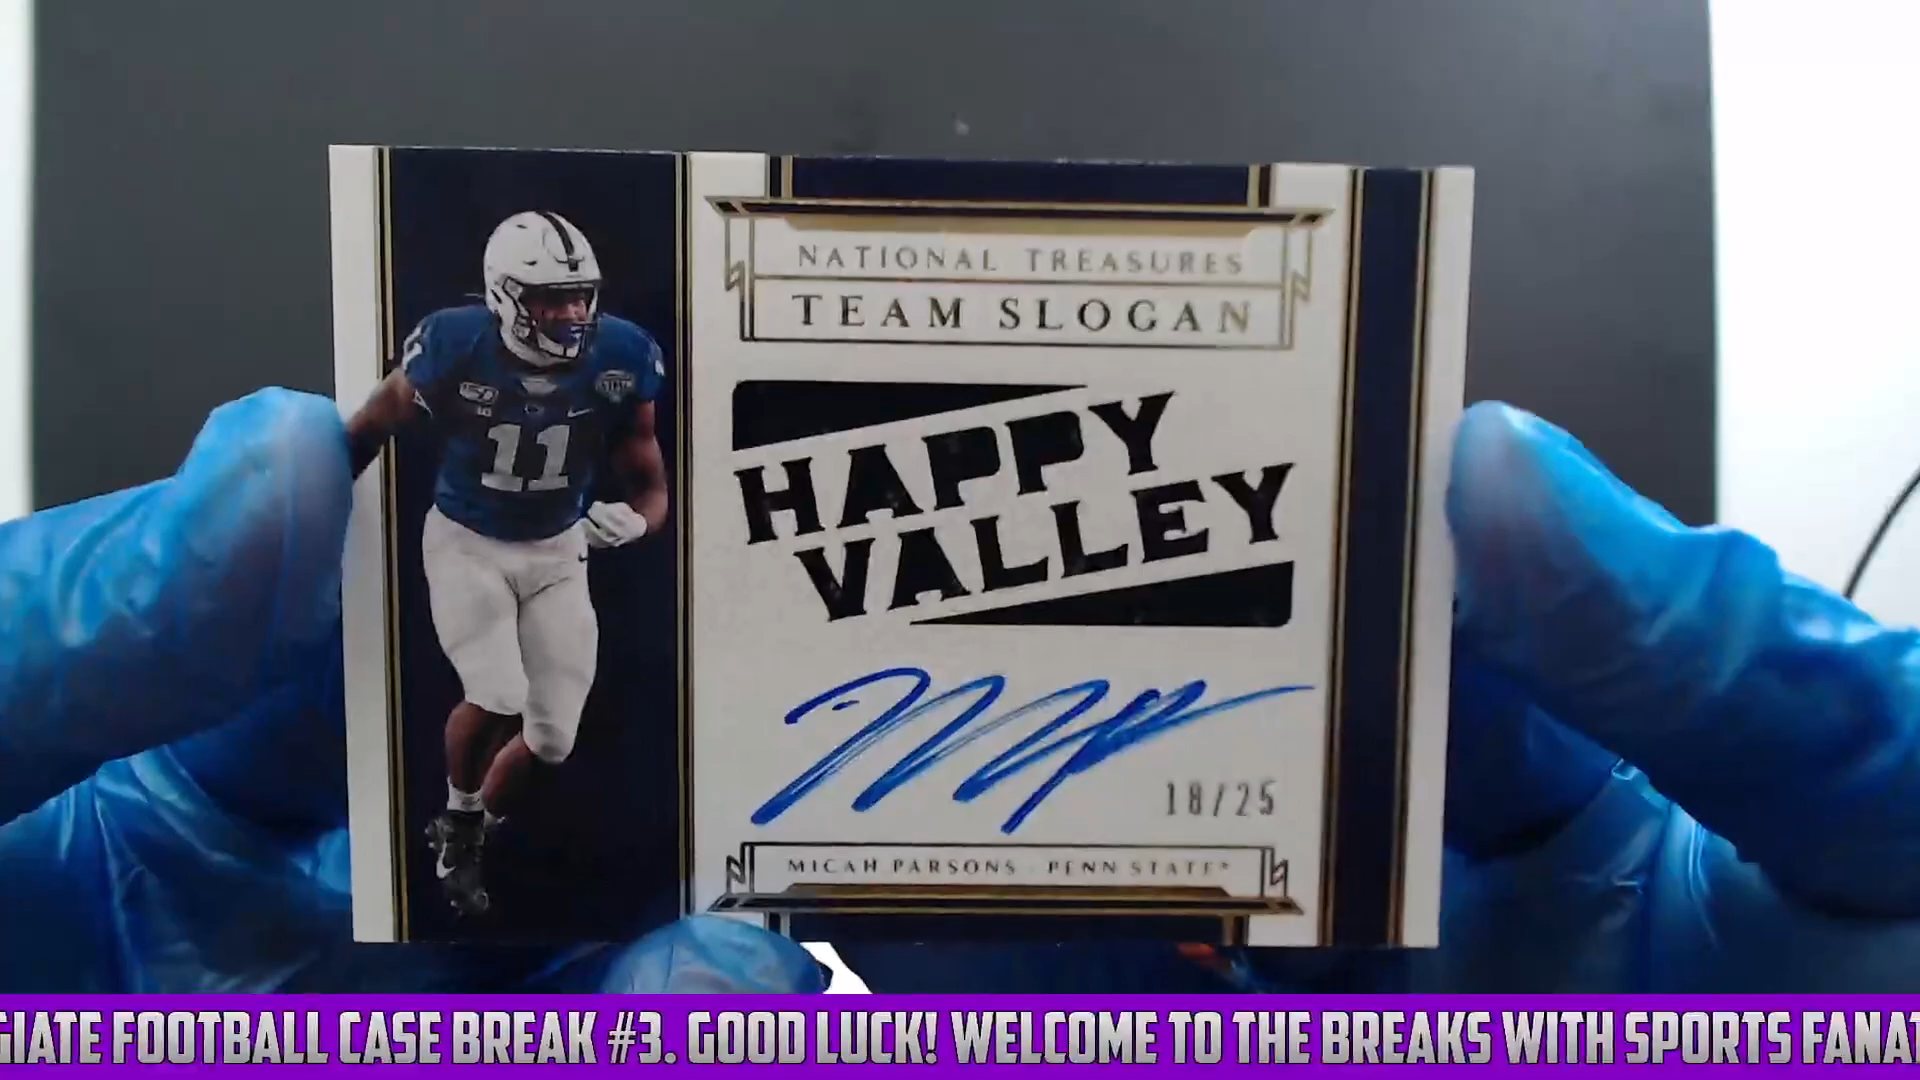 NATIONAL TREASURES
TEAM SLOGAN
HAPPY
VALLEY
11
18/25
MICAH PARSONS - PENN STATE
GIATE FOOTBALL CASE BREAK #3. GOOD LUCK! WELCOME TO THE BREAKS WITH SPORTS FANAT